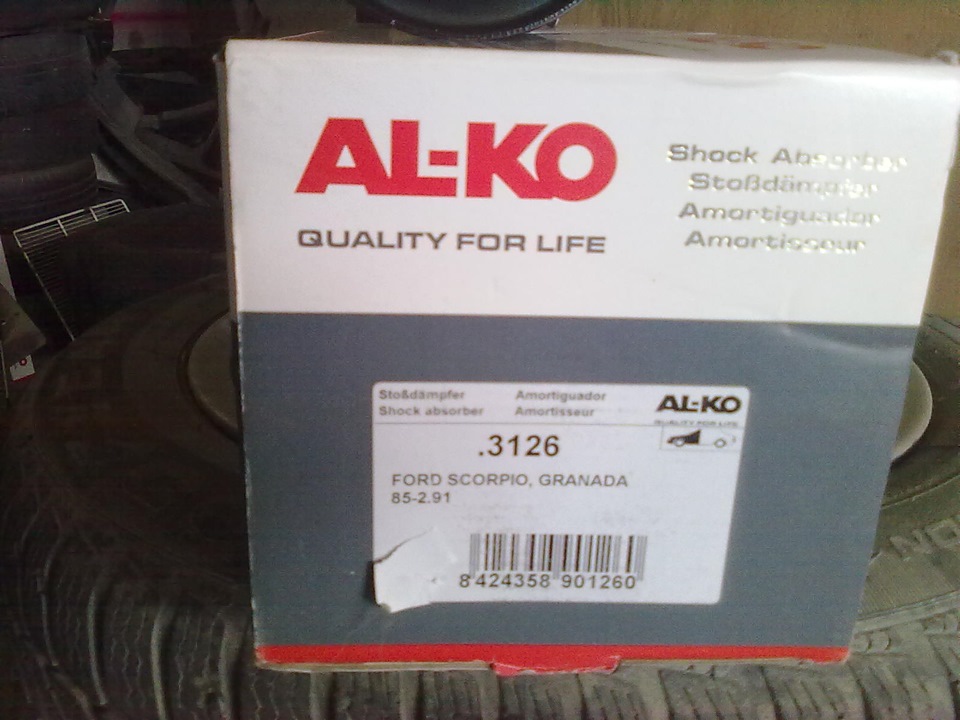 AL-KO
QUALITY FOR LIFE
Shock Absorber
Stoßdämpfer
Amortiguador
Amortisseur
Stoßdämpfer Amortiguador
Shock absorber Amortisseur
AL-KO
QUALITY FOR LIFE
.3126
FORD SCORPIO, GRANADA
85-2.91
8 424358 901260